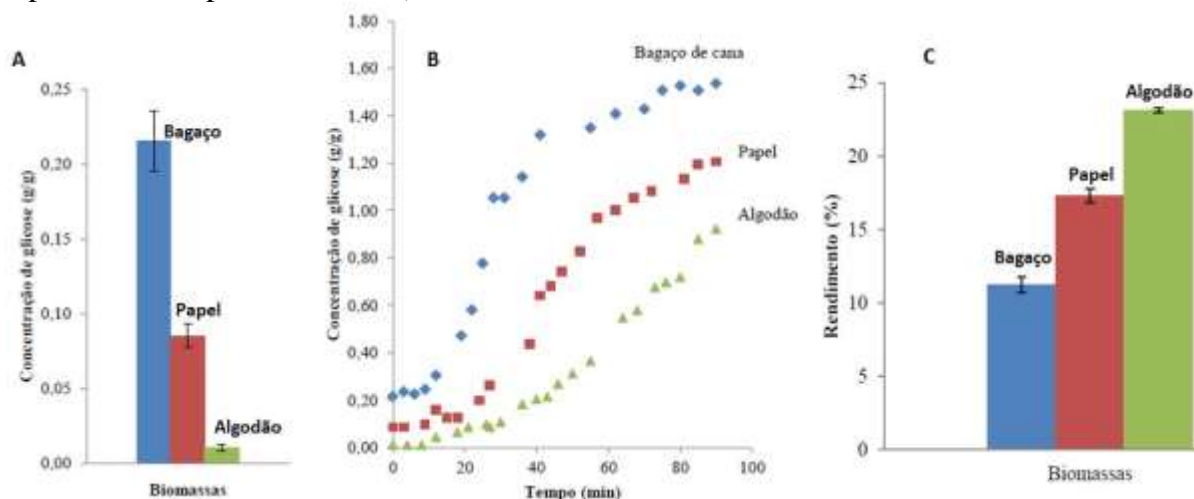 A
Concentração de glicose (g/g)
0,25
0,20
0,15
0,10
0,05
0,00
Bagaço
Papel
Algodão
Biomassas
B
Concentração de glicose (g/g)
1.80
1.60
1.40
1.20
1.00
0.80
0,60
0,40
0,20
0,00
0
20
40
60
80
100
Tempo (min)
Bagaço de cana
Papel
Algodão
C
Rendimento (%)
25
20
15
10
5
0
Bagaço
Papel
Algodão
Biomassas